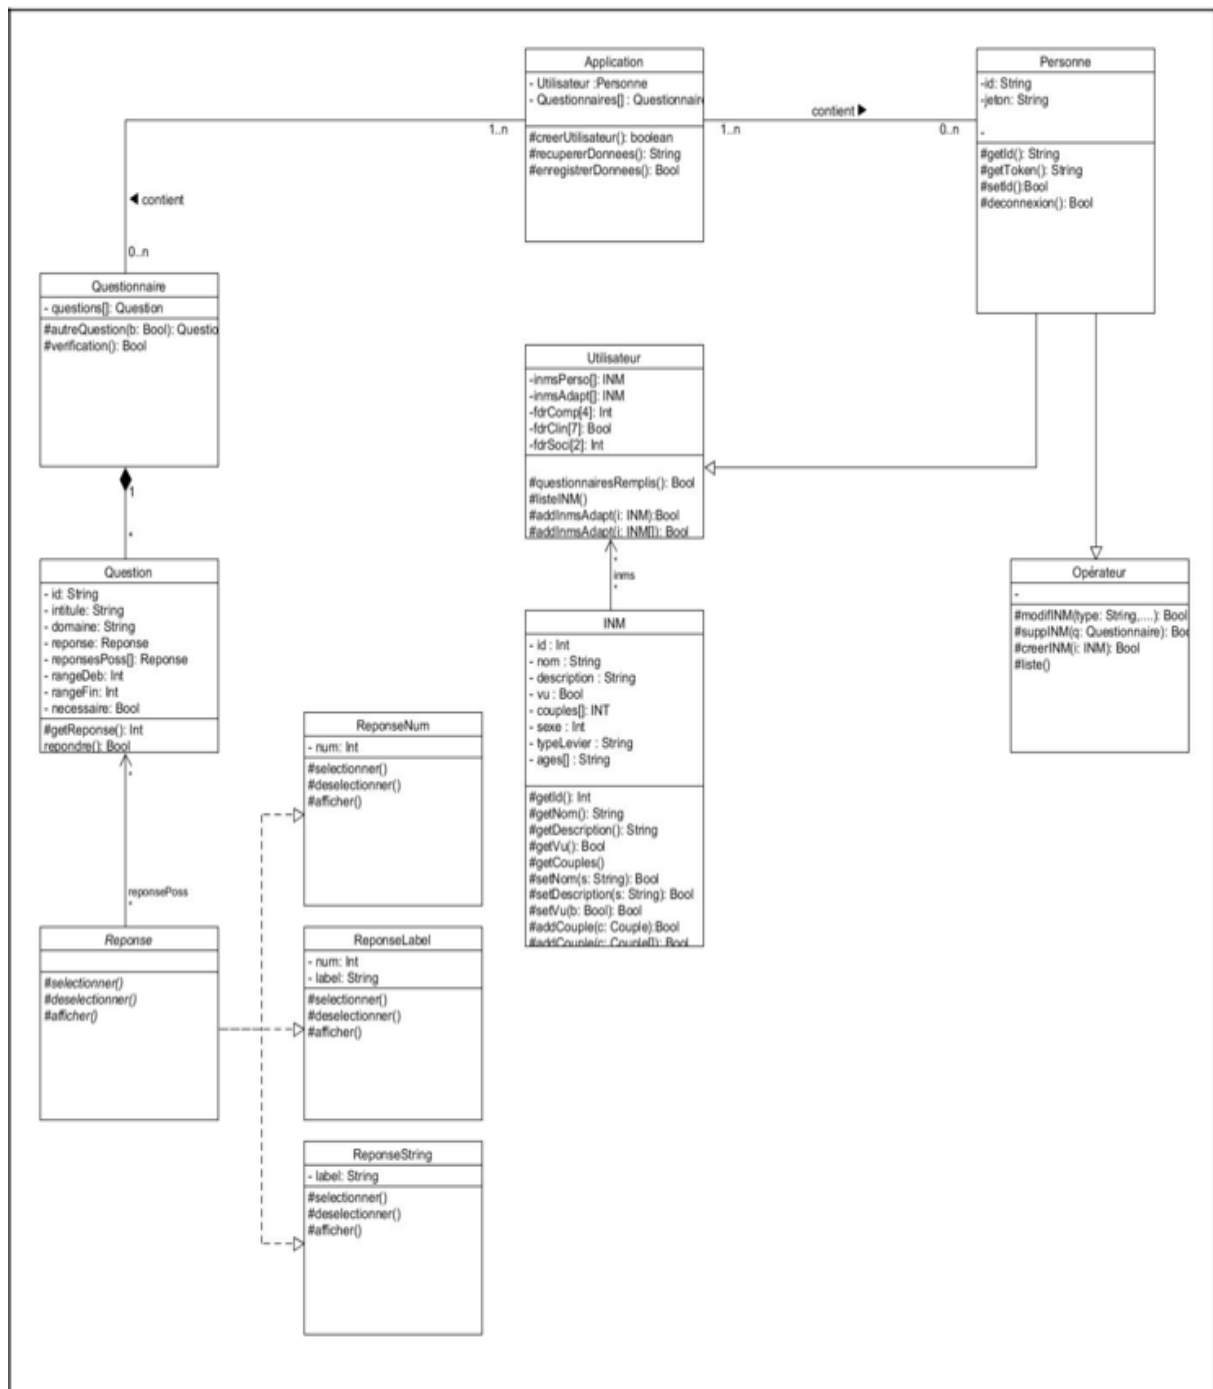 Application
- Utilisateur :Personne
- Questionnaires[] : Questionnair
#creerUtilisateur(): boolean
#recupererDonnees(): String
#enregistrerDonnees(): Bool
Personne
-id: String
-jeton: String
-
#getId(): String
#getToken(): String
#setId():Bool
#deconnexion(): Bool
1..n
1..n
contient ▶
0..n
◀ contient
0..n
Questionnaire
- questions[]: Question
#autreQuestion(b: Bool): Questio
#verification(): Bool
1
*
Utilisateur
-inmsPerso[]: INM
-inmsAdapt[]: INM
-fdrComp[4]: Int
-fdrClin[7]: Bool
-fdrSoci[2]: Int
#questionnairesRemplis(): Bool
#listeINM()
#addInmsAdapt(i: INM):Bool
#addInmsAdapt(i: INM[]): Bool
*
inms
*
Opérateur
-
#modifINM(type: String,....): Bool
#suppINM(q: Questionnaire): Boo
#creerINM(i: INM): Bool
#liste()
Question
- id: String
- intitule: String
- domaine: String
- reponse: Reponse
- reponsesPoss[]: Reponse
- rangeDeb: Int
- rangeFin: Int
- necessaire: Bool
#getReponse(): Int
repondre(): Bool
*
reponsePoss
*
INM
- id : Int
- nom : String
- description : String
- vu : Bool
- couples[]: INT
- sexe : Int
- typeLevier : String
- ages[] : String
#getId(): Int
#getNom(): String
#getDescription(): String
#getVu(): Bool
#getCouples()
#setNom(s: String): Bool
#setDescription(s: String): Bool
#setVu(b: Bool): Bool
#addCouple(c: Couple):Bool
#addCouple(c: Couple[]): Bool
ReponseNum
- num: Int
#selectionner()
#deselectionner()
#afficher()
Reponse
#selectionner()
#deselectionner()
#afficher()
ReponseLabel
- num: Int
- label: String
#selectionner()
#deselectionner()
#afficher()
ReponseString
- label: String
#selectionner()
#deselectionner()
#afficher()